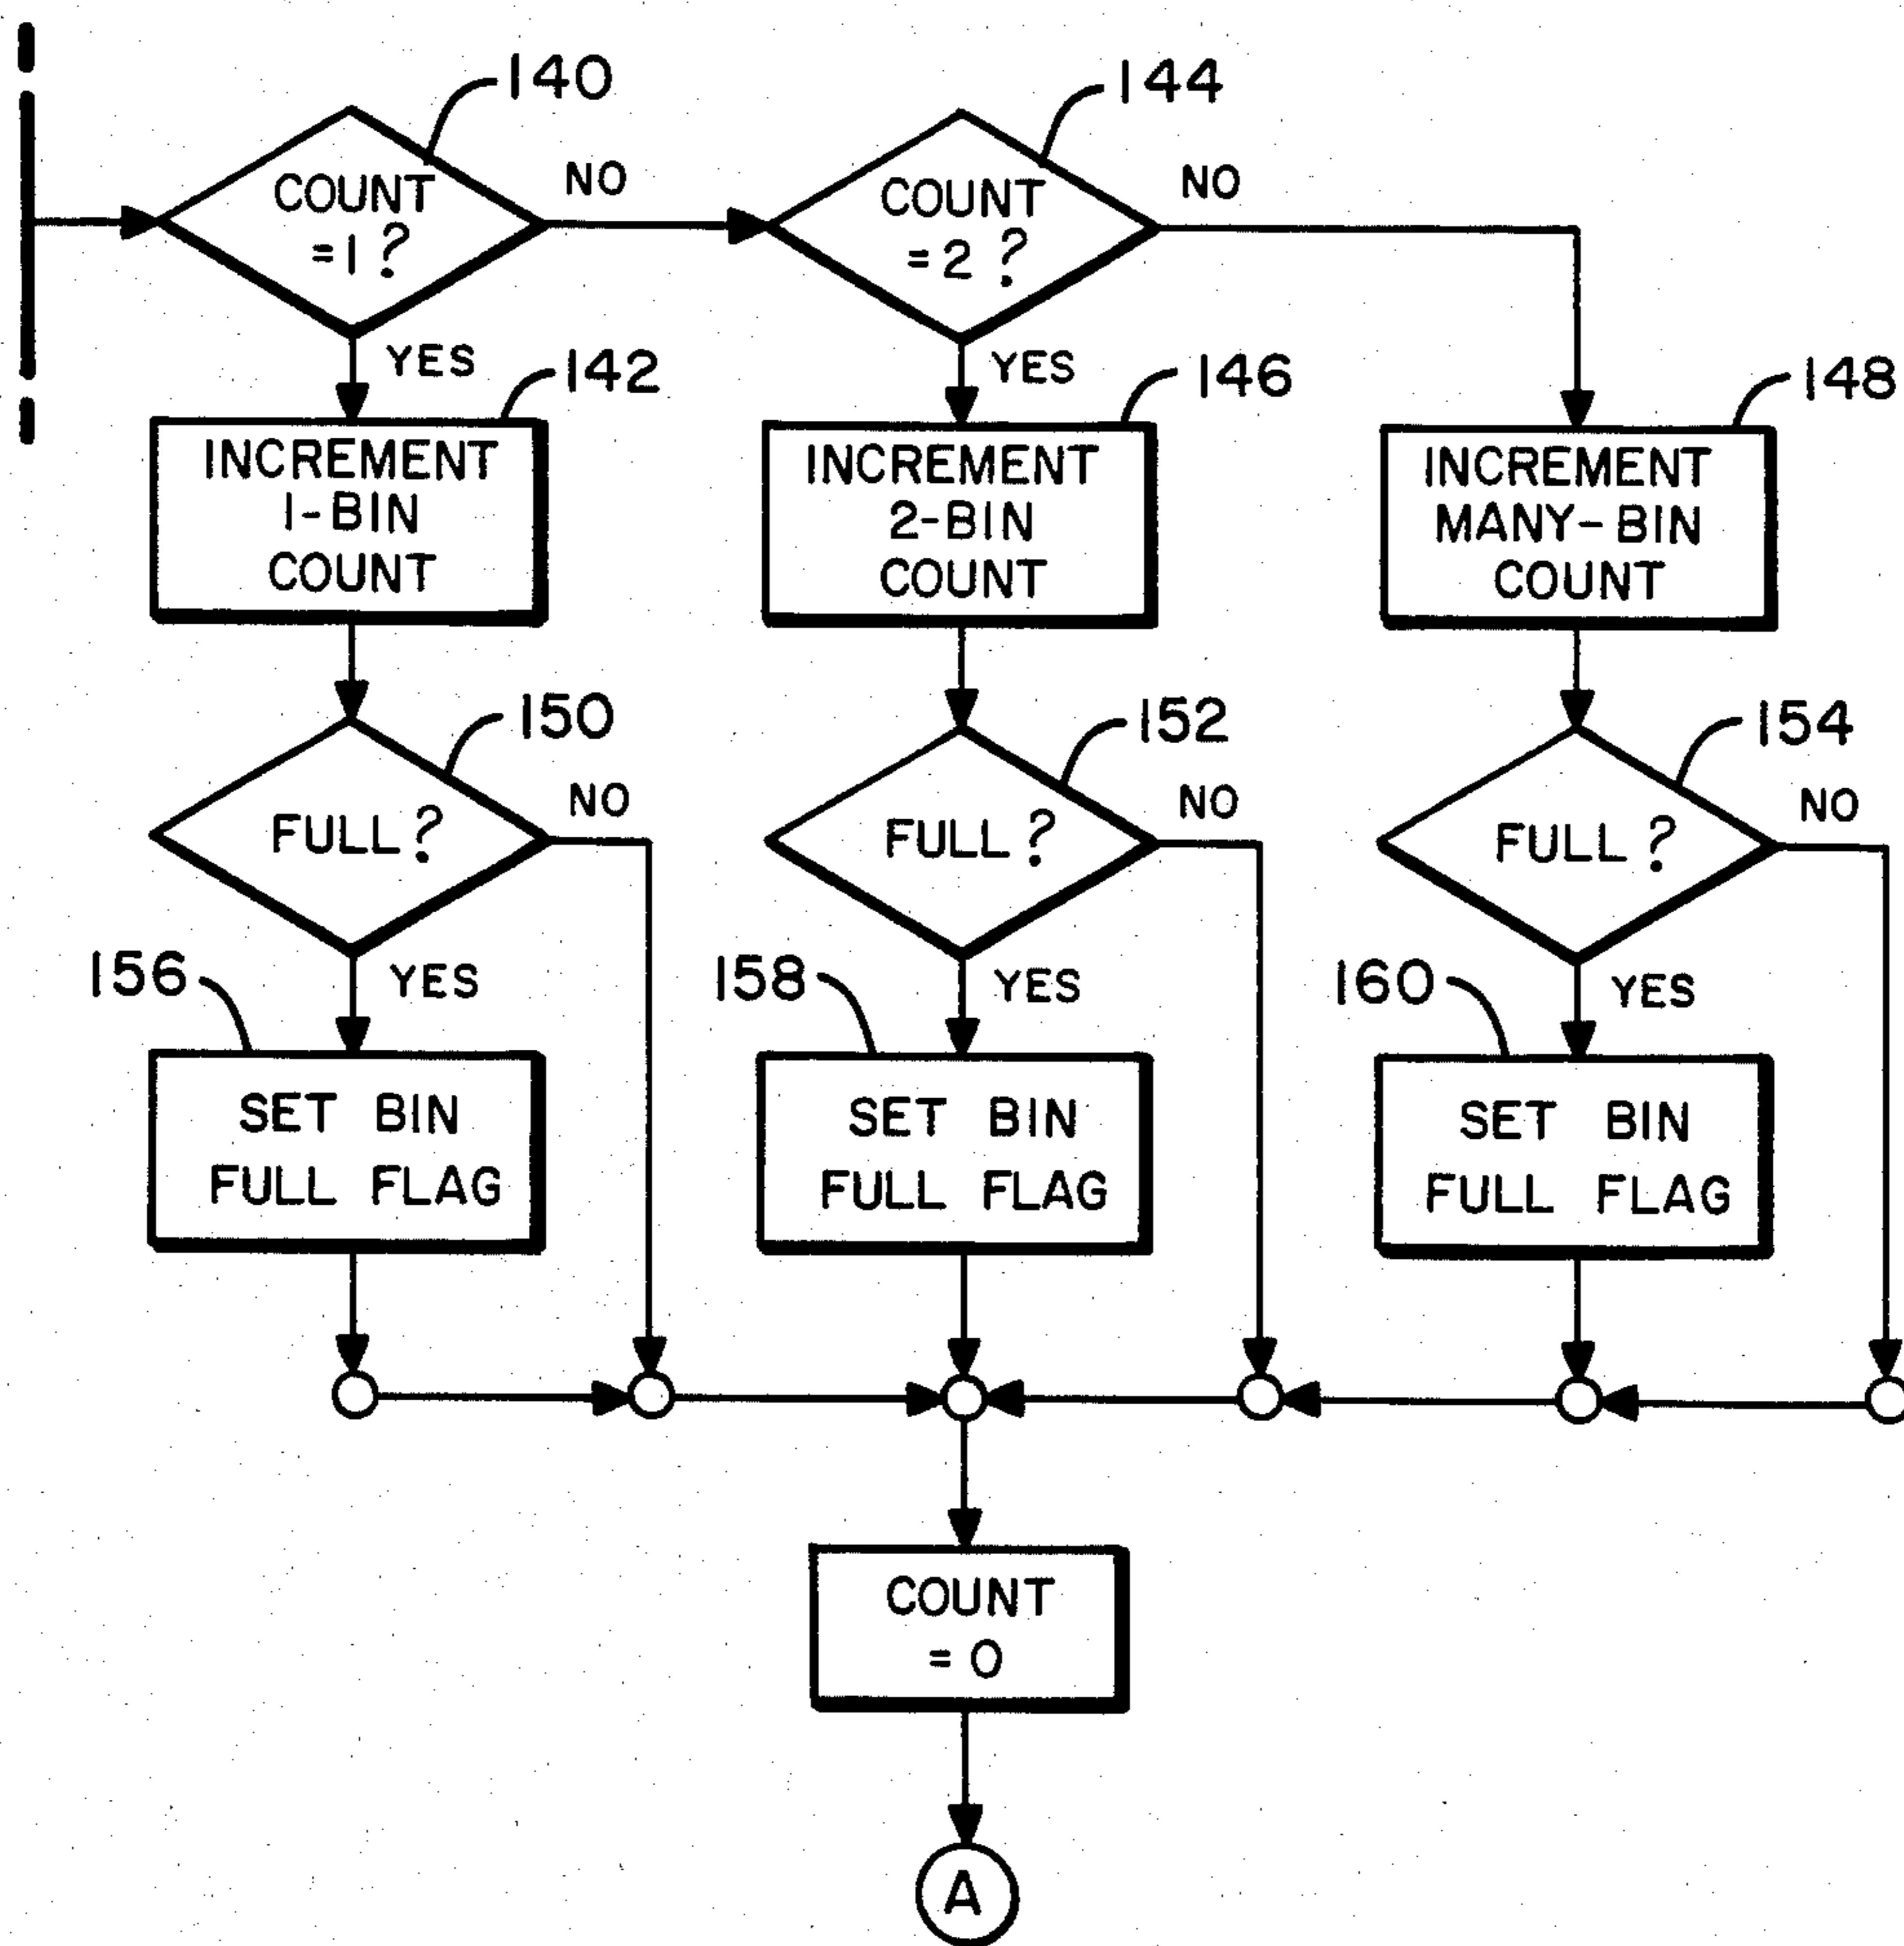 140
144
COUNT
=1?
NO
COUNT
=2?
NO
YES
142
YES
146
148
INCREMENT
1-BIN
COUNT
INCREMENT
2-BIN
COUNT
INCREMENT
MANY-BIN
COUNT
150
152
154
FULL?
NO
FULL?
NO
FULL?
NO
156
YES
158
YES
160
YES
SET BIN
FULL FLAG
SET BIN
FULL FLAG
SET BIN
FULL FLAG
COUNT
=0
A